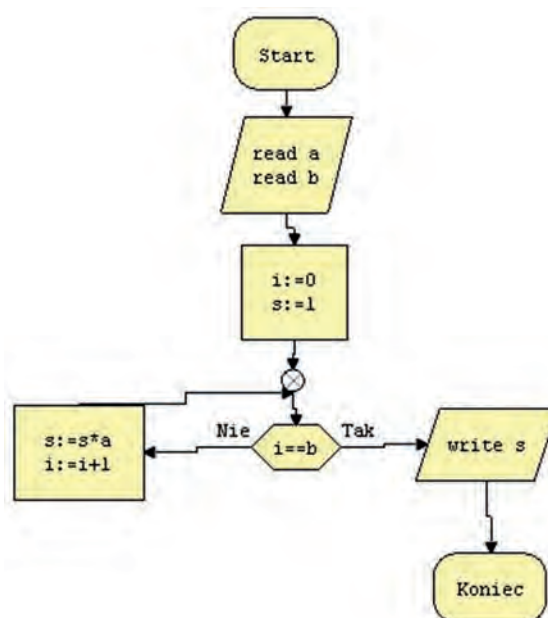 Start
read a
read b
i:=0
s:=1
Nie
Tak
s:=s*a
i:=i+1
i==b
write s
Koniec